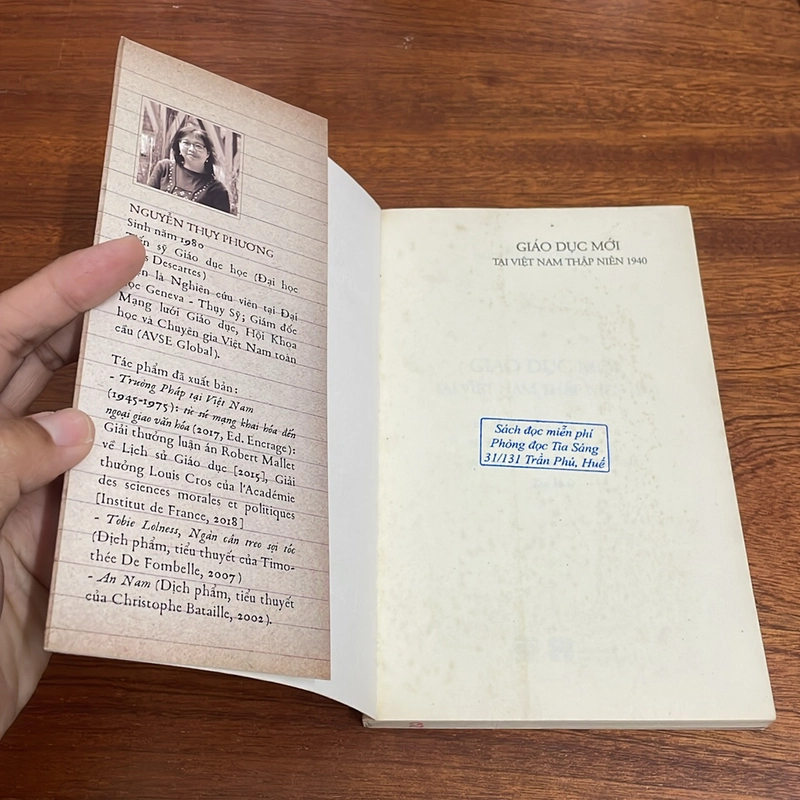 NGUYỄN THỤY PHƯƠNG
Sinh năm 1980
sỹ Giáo dục học (Đại học
Descartes)
là Nghiên cứu viên tại Đại
học Geneva - Thụy Sỹ; Giám đốc
Mạng lưới Giáo dục, Hội Khoa
học và Chuyên gia Việt Nam toàn
cầu (AVSE Global).
Tác phẩm đã xuất bản:
- Trường Pháp tại Việt Nam
(1945-1975): từ sứ mạng khai hóa đến
ngoại giao văn hóa (2017, Ed. Encrage):
Giải thưởng luận án Robert Mallet
về Lịch sử Giáo dục [2015], Giải
thưởng Louis Cros của l'Académie
des sciences morales et politiques
[Institut de France, 2018]
- Tobie Lolness, Ngàn cân treo sợi tóc
(Dịch phẩm, tiểu thuyết của Timo-
thée De Fombelle, 2007)
- An Nam (Dịch phẩm, tiểu thuyết
của Christophe Bataille, 2002).
GIÁO DỤC MỚI
TẠI VIỆT NAM THẬP NIÊN 1940
Sách đọc miễn phí
Phòng đọc Tia Sáng
31/131 Trần Phú, Huế